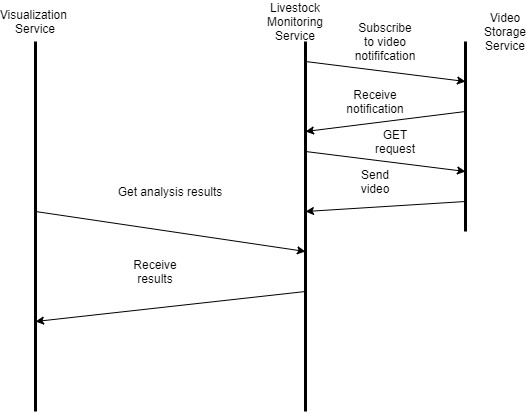 Visualization
Service
Livestock
Monitoring
Service
Video
Storage
Service
Subscribe
to video
notififcation
Receive
notification
GET
request
Send
video
Get analysis results
Receive
results